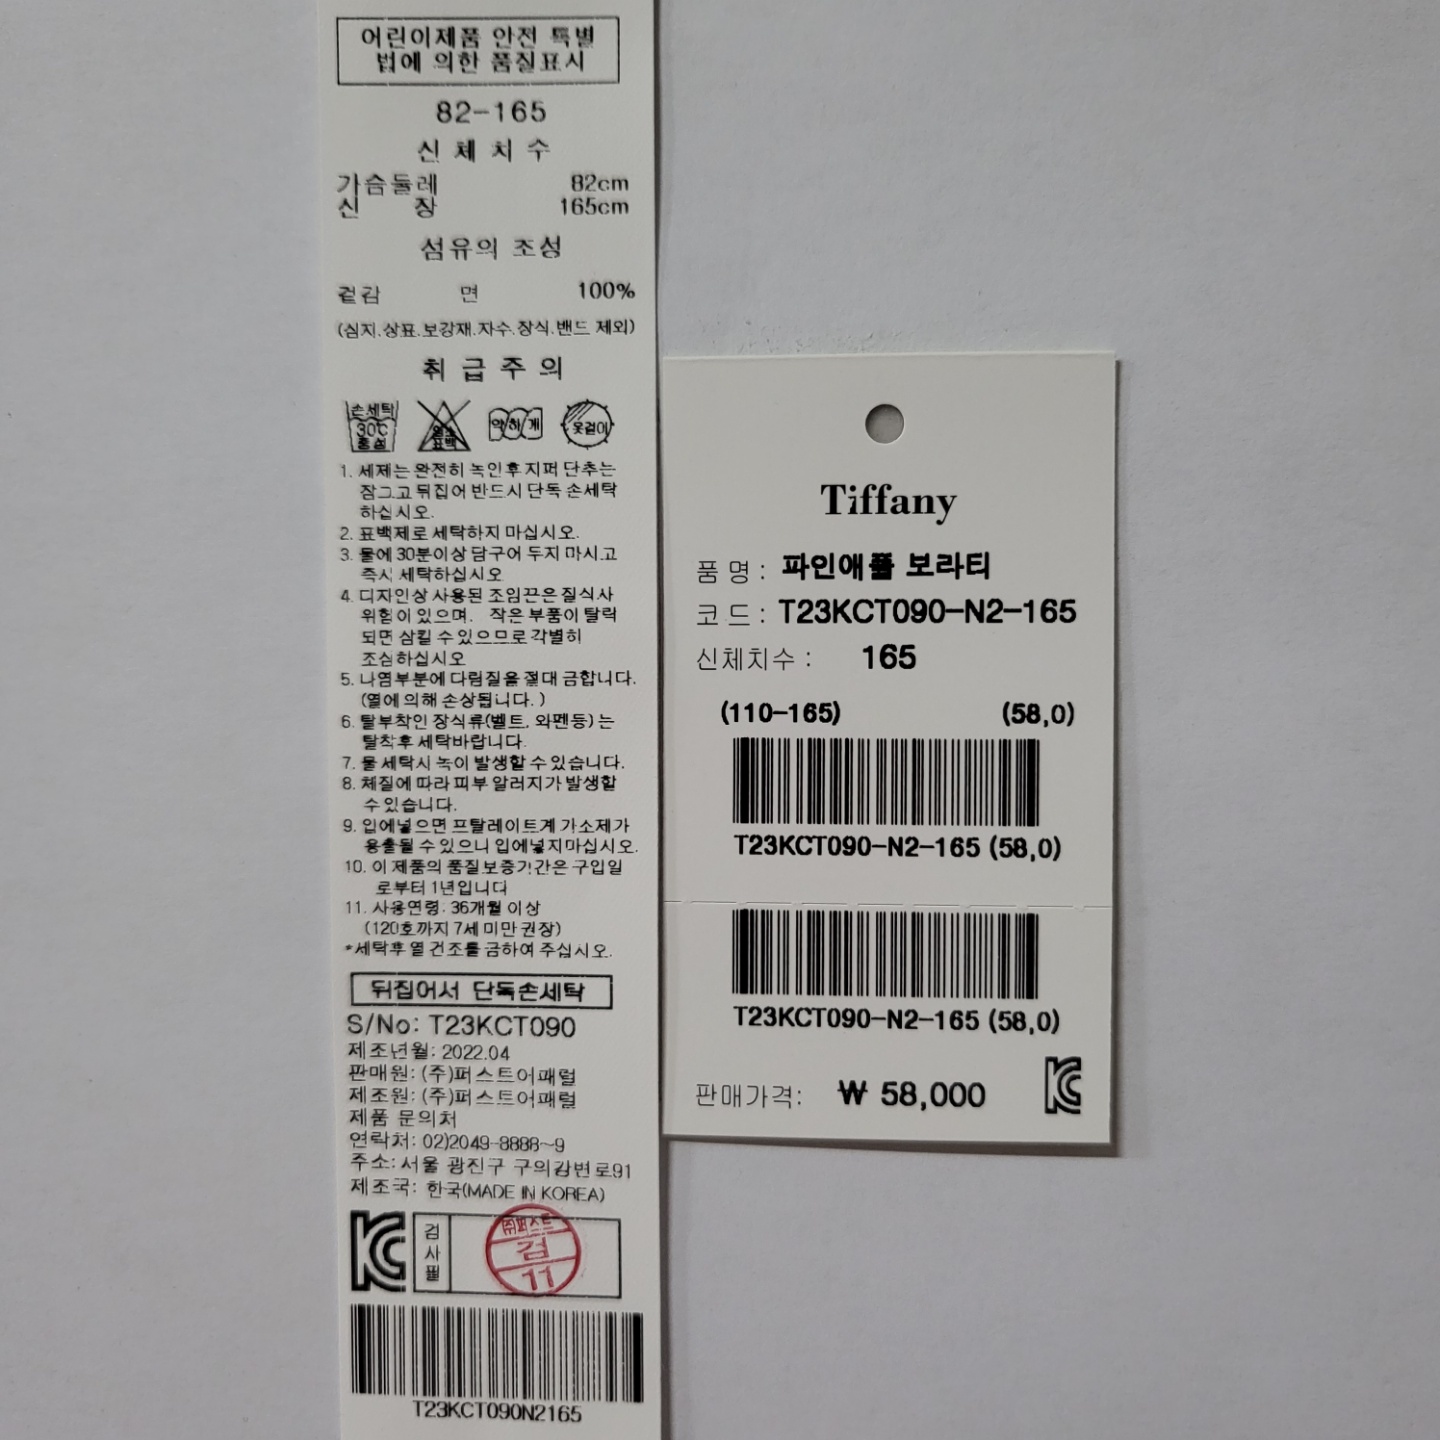 어린이제품 안전 특별
법에 의한 품질표시
82-165
신 체 치 수
가슴둘레 82cm
신 장 165cm
섬유의 조성
겉감 면 100%
(심지.상표.보강재.자수.장식.밴드 제외)
취 급 주 의
손세탁
30℃
중성
염소
표백
약하게
옷걸이
1. 세제는 완전히 녹인후 지퍼 단추는
잠그고 뒤집어 반드시 단독 손세탁
하십시오.
2. 표백제로 세탁하지 마십시오.
3. 물에 30분이상 담구어 두지 마시고
즉시 세탁하십시오
4. 디자인상 사용된 조임끈은 질식사
위험이 있으며, 작은 부품이 탈락
되면 삼킬 수 있으므로 각별히
조심하십시오
5. 나염부분에 다림질을 절대 금합니다.
(열에 의해 손상됩니다. )
6. 탈부착인 장식류(벨트, 와펜등) 는
탈착후 세탁바랍니다.
7. 물 세탁시 녹이 발생할 수 있습니다.
8. 체질에 따라 피부 알러지가 발생할
수 있습니다.
9. 입에넣으면 프탈레이트계 가소제가
용출될 수 있으니 입에넣지마십시오.
10. 이 제품의 품질보증기간은 구입일
로부터 1년입니다
11. 사용연령: 36개월 이상
(120호까지 7세 미만 권장)
*세탁후 열 건조를 금하여 주십시오.
뒤집어서 단독손세탁
S/No: T23KCT090
제조년월: 2022.04
판매원: (주)퍼스트어패럴
제조원: (주)퍼스트어패럴
제품 문의처
연락처: 02)2049-8888~9
주소: 서울 광진구 구의강변로91
제조국: 한국(MADE IN KOREA)
KC
검
사
필
㈜퍼스트
검
11
T23KCT090N2165
Tiffany
품 명 : 파인애플 보라티
코 드 : T23KCT090-N2-165
신체치수 : 165
(110-165) (58,0)
T23KCT090-N2-165 (58,0)
T23KCT090-N2-165 (58,0)
판매가격: ₩ 58,000
KC